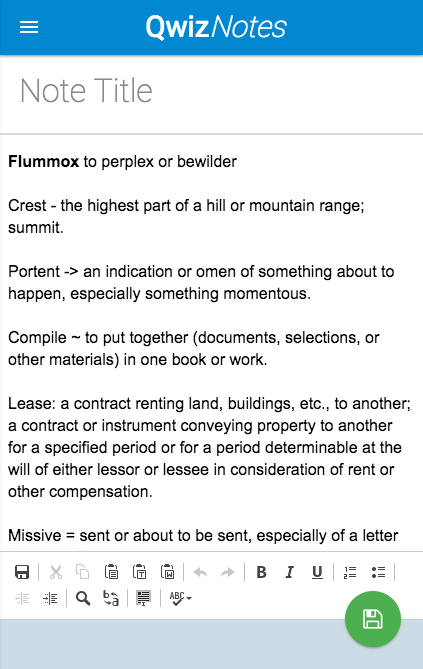 QwizNotes
Note Title
Flummox to perplex or bewilder
Crest - the highest part of a hill or mountain range;
summit.
Portent -> an indication or omen of something about to
happen, especially something momentous.
Compile ~ to put together (documents, selections, or
other materials) in one book or work.
Lease: a contract renting land, buildings, etc., to another;
a contract or instrument conveying property to another
for a specified period or for a period determinable at the
will of either lessor or lessee in consideration of rent or
other compensation.
Missive = sent or about to be sent, especially of a letter
B I U
ABC